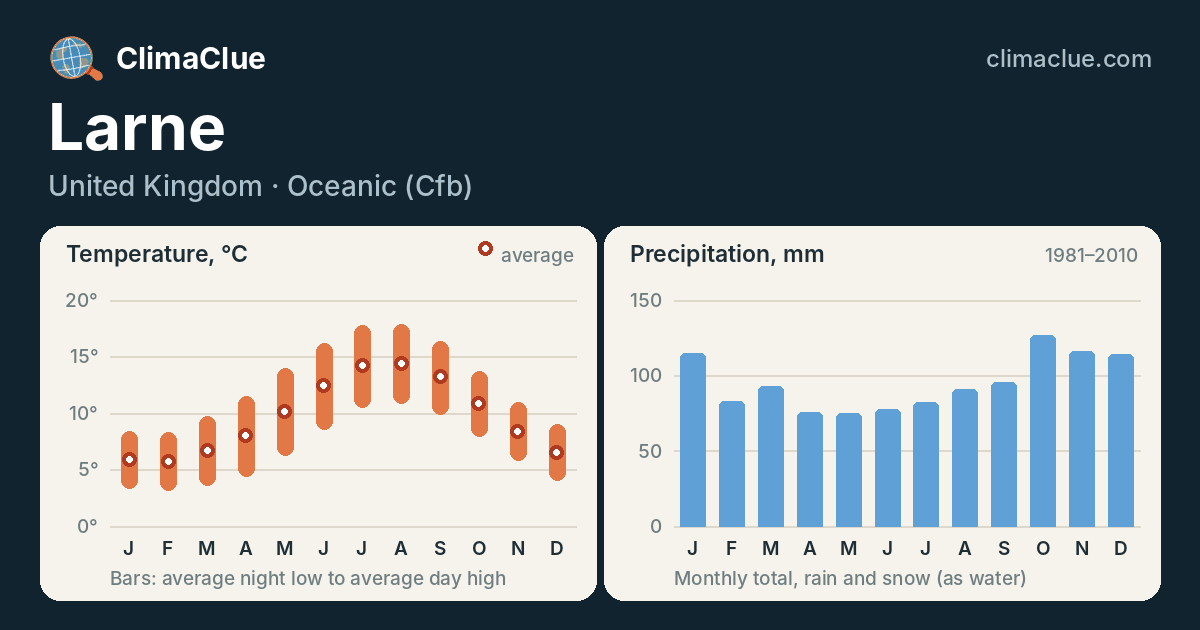 ClimaClue
climaclue.com
Larne
United Kingdom · Oceanic (Cfb)
Temperature, °C
average
20°
15°
10°
5°
0°
J F M A M J J A S O N D
Bars: average night low to average day high
Precipitation, mm
1981–2010
150
100
50
0
J F M A M J J A S O N D
Monthly total, rain and snow (as water)